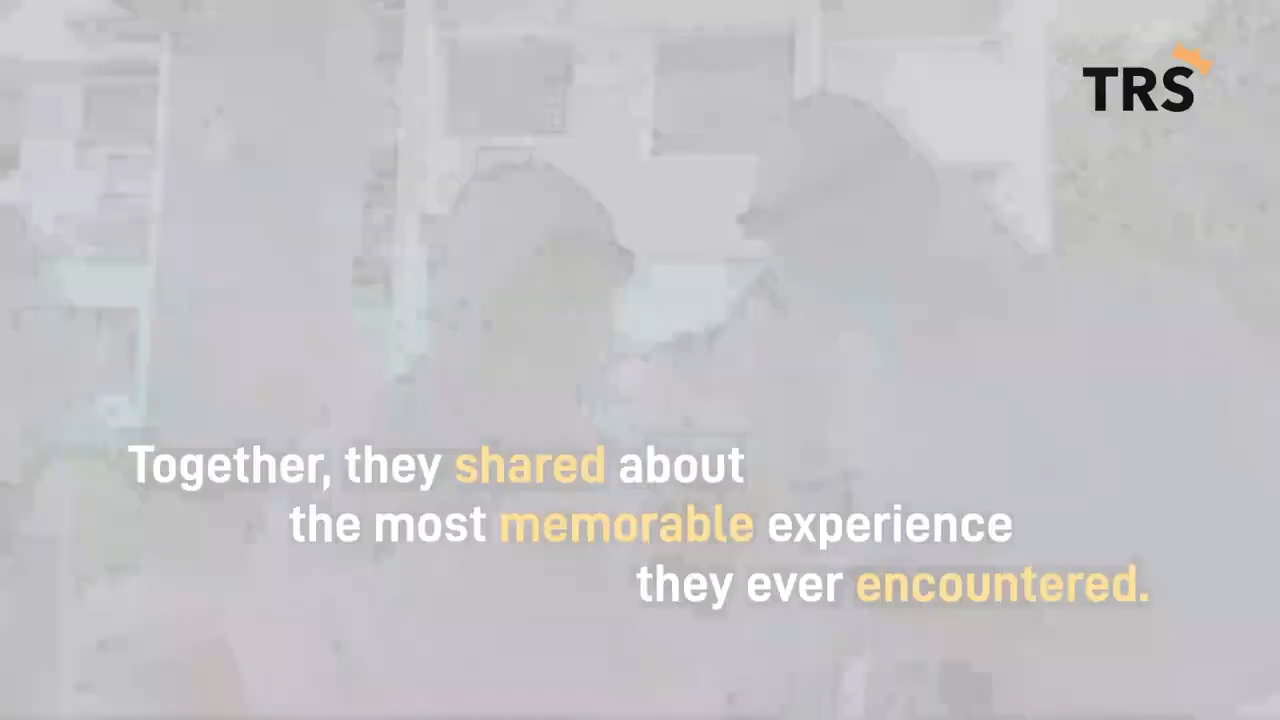 TRS
Together, they shared about
the most memorable experience
they ever encountered.